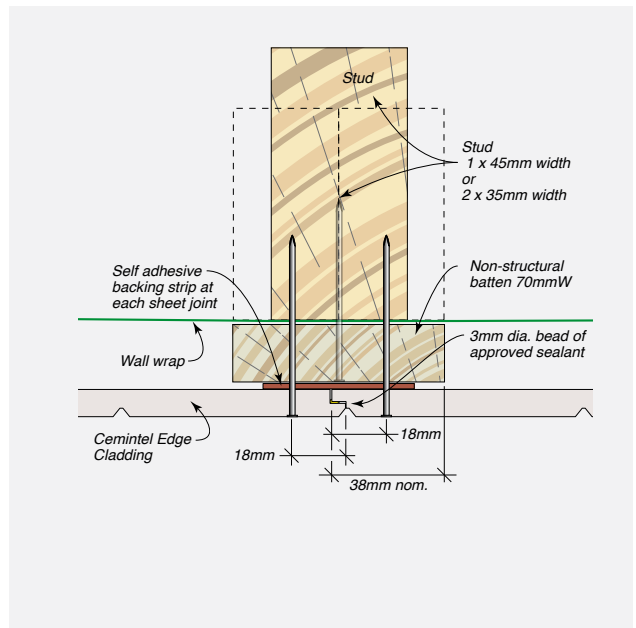 Stud
Stud
1 x 45mm width
or
2 x 35mm width
Self adhesive
backing strip at
each sheet joint
Non-structural
batten 70mmW
Wall wrap
3mm dia. bead of
approved sealant
Cemintel Edge
Cladding
18mm
18mm
38mm nom.